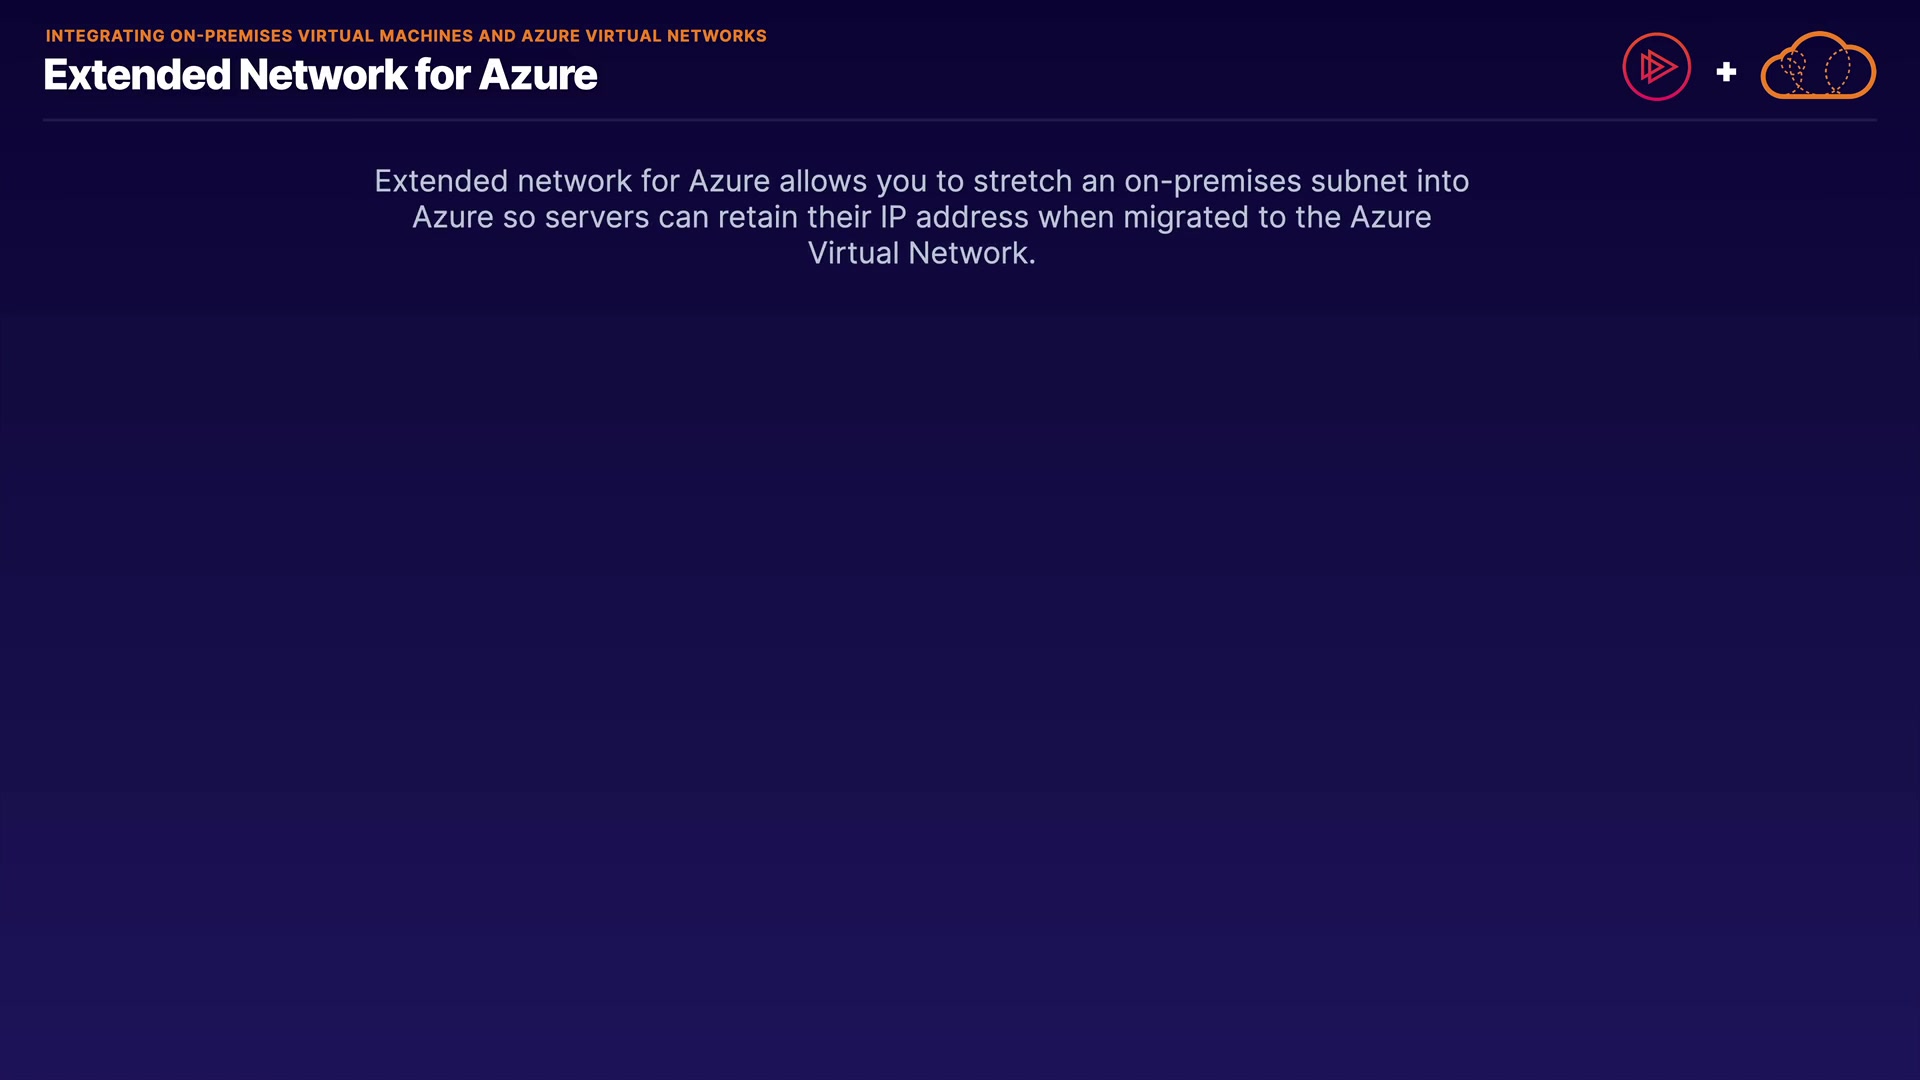 INTEGRATING ON-PREMISES VIRTUAL MACHINES AND AZURE VIRTUAL NETWORKS
Extended Network for Azure
+
Extended network for Azure allows you to stretch an on-premises subnet into
Azure so servers can retain their IP address when migrated to the Azure
Virtual Network.